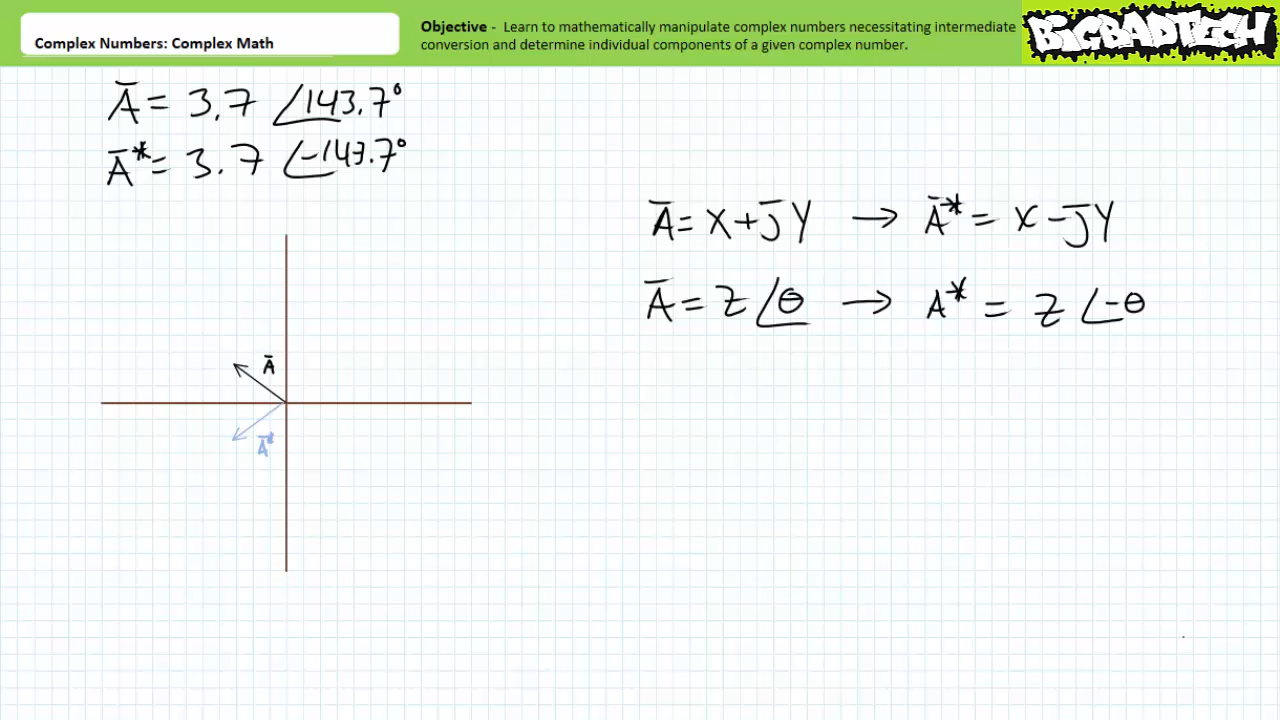 Complex Numbers: Complex Math
Objective - Learn to mathematically manipulate complex numbers necessitating intermediate
conversion and determine individual components of a given complex number.
BIGBADTECH
Ā = 3.7 ∠143.7°
Ā* = 3.7 ∠-143.7°
Ā = X + jY → Ā* = X - jY
Ā = Z ∠θ → A* = Z ∠-θ
Ā
Ā*